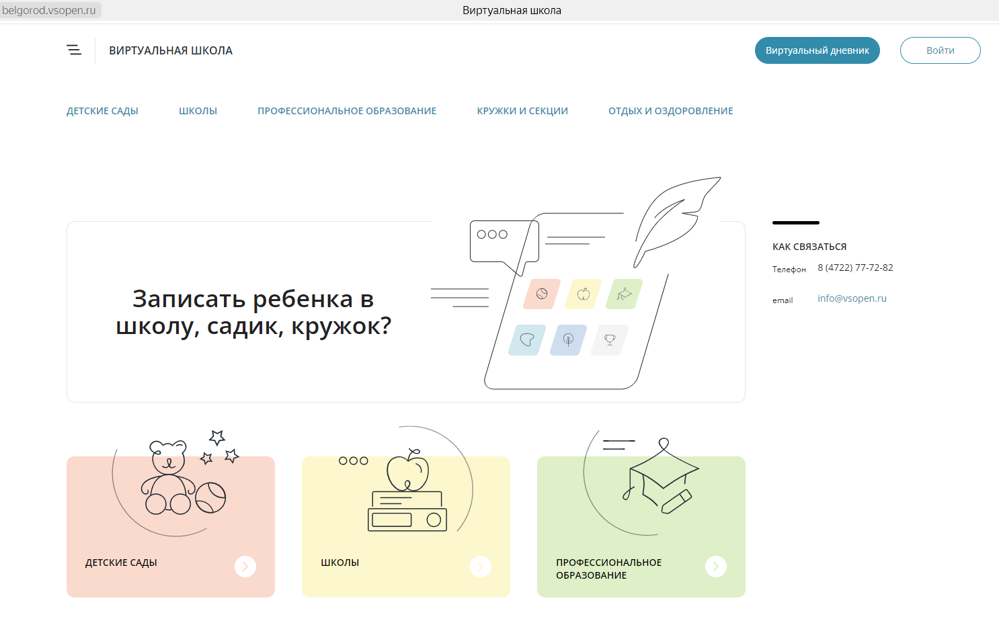 belgorod.vsopen.ru
Виртуальная школа
ВИРТУАЛЬНАЯ ШКОЛА
Виртуальный дневник
Войти
ДЕТСКИЕ САДЫ
ШКОЛЫ
ПРОФЕССИОНАЛЬНОЕ ОБРАЗОВАНИЕ
КРУЖКИ И СЕКЦИИ
ОТДЫХ И ОЗДОРОВЛЕНИЕ
Записать ребенка в
школу, садик, кружок?
КАК СВЯЗАТЬСЯ
Телефон 8 (4722) 77-72-82
email info@vsopen.ru
ДЕТСКИЕ САДЫ
ШКОЛЫ
ПРОФЕССИОНАЛЬНОЕ
ОБРАЗОВАНИЕ